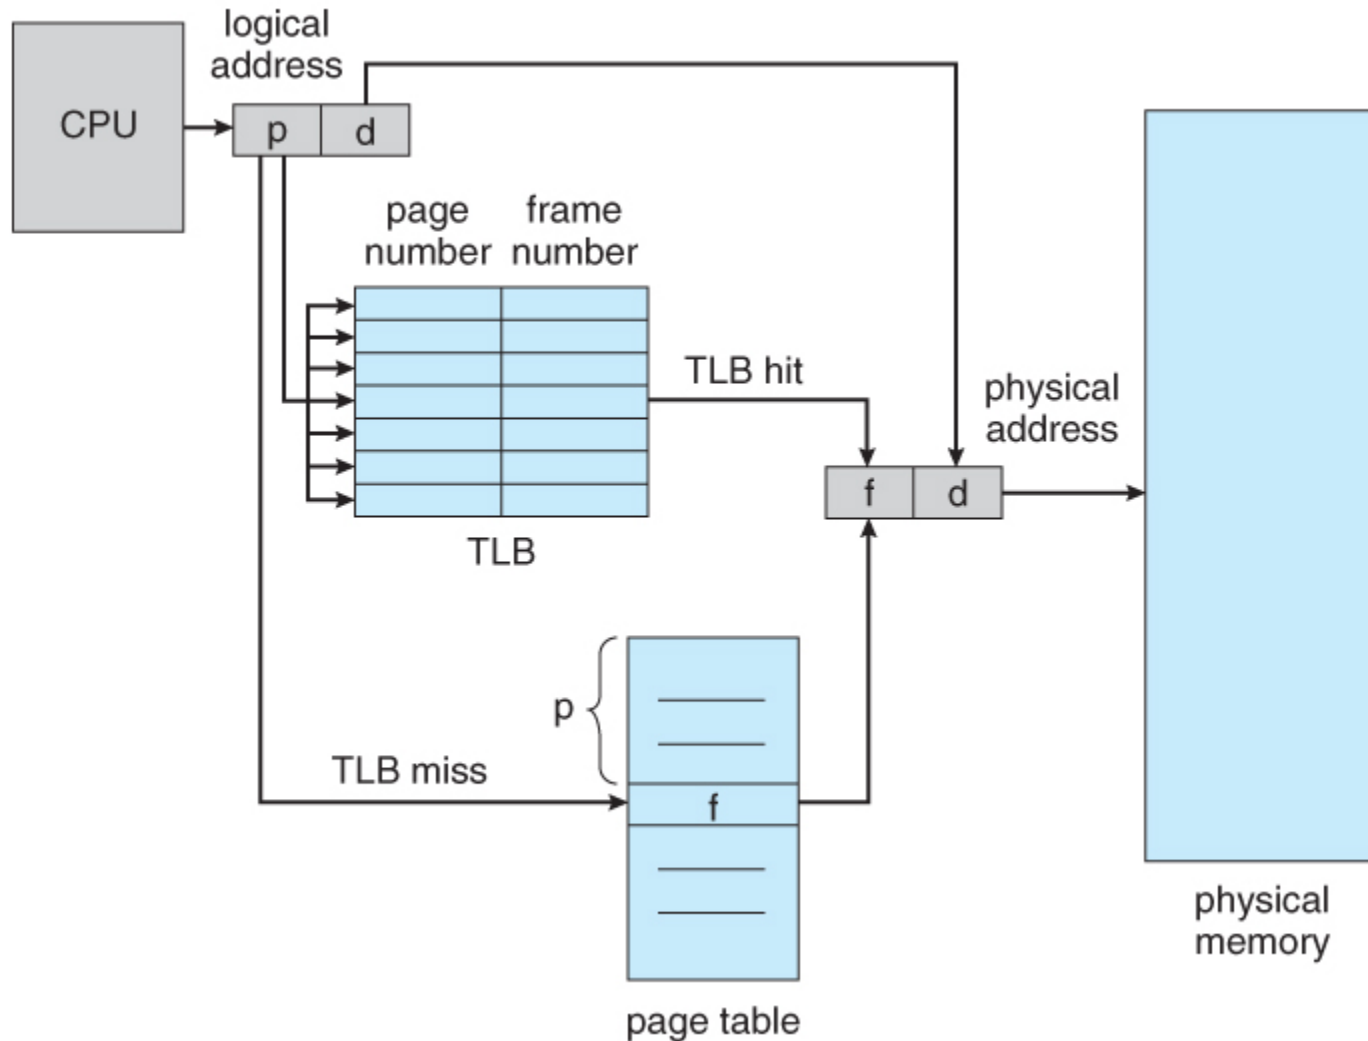 logical
address
CPU
p
d
page
number
frame
number
TLB hit
physical
address
f
d
TLB
p
TLB miss
f
physical
memory
page table